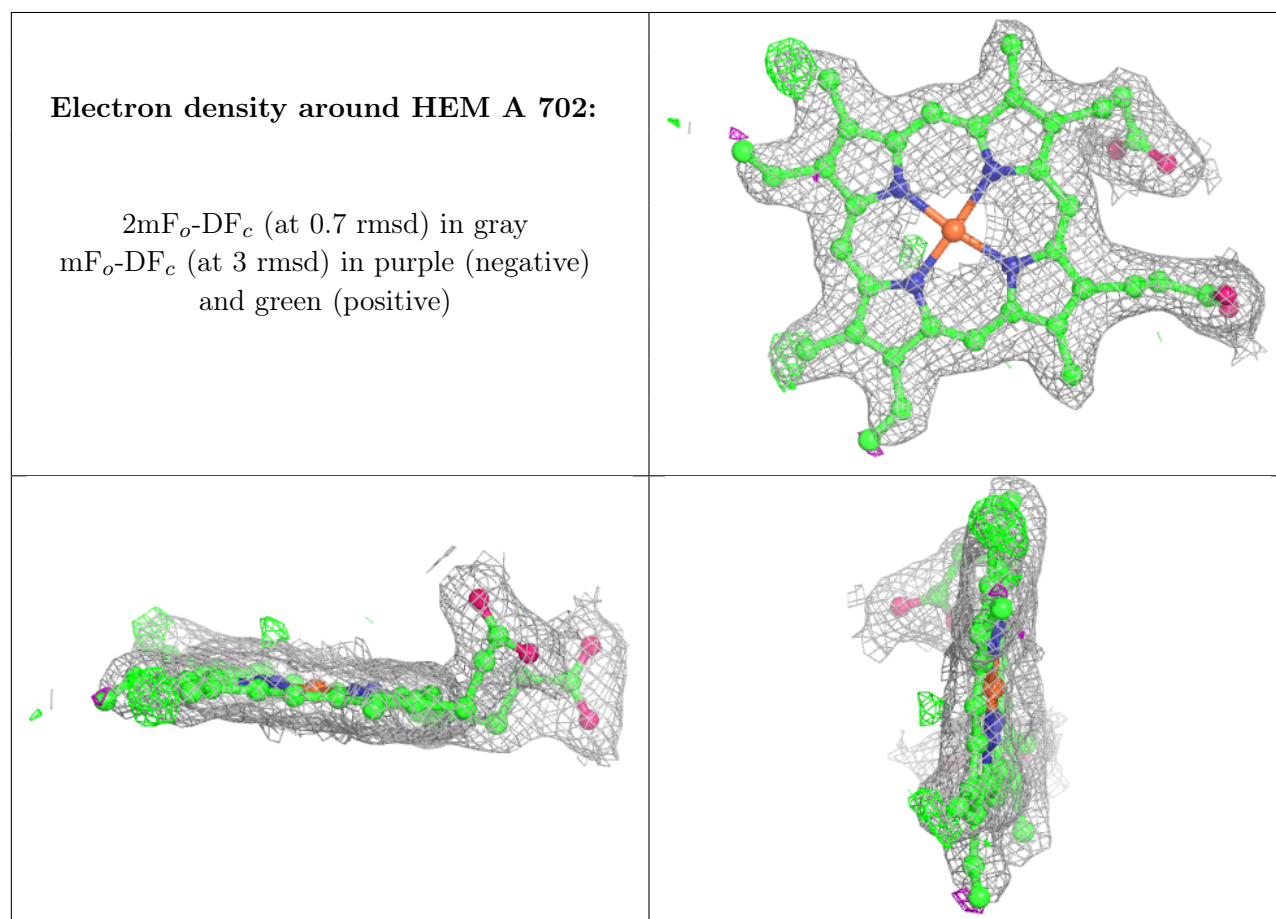 Electron density around HEM A 702:
2mFₒ-DF𝒸 (at 0.7 rmsd) in gray
mFₒ-DF𝒸 (at 3 rmsd) in purple (negative)
and green (positive)